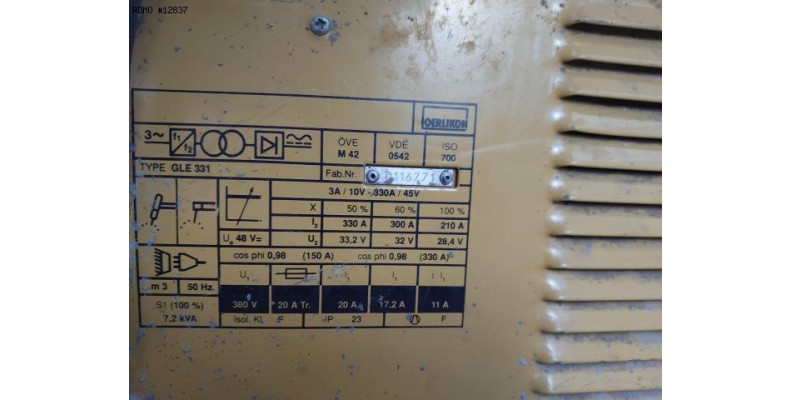 ROMO #12637
OERLIKON
3~ f₁ f₂
ÖVE VDE ISO
M 42 0542 700
TYPE GLE 331 Fab.Nr.
3A / 10V - 330A / 45V
X 50 % 60 % 100 %
I₂ 330 A 300 A 210 A
U₀ 48 V= U₂ 33,2 V 32 V 28,4 V
cos phi 0,98 (150 A) cos phi 0,98 (330 A)
U₁ I₁ I₁ I₁
m 3 50 Hz.
380 V 20 A Tr. 20 A 17,2 A 11 A
S1 (100 %)
7,2 kVA Isol. Kl. F IP 23 F